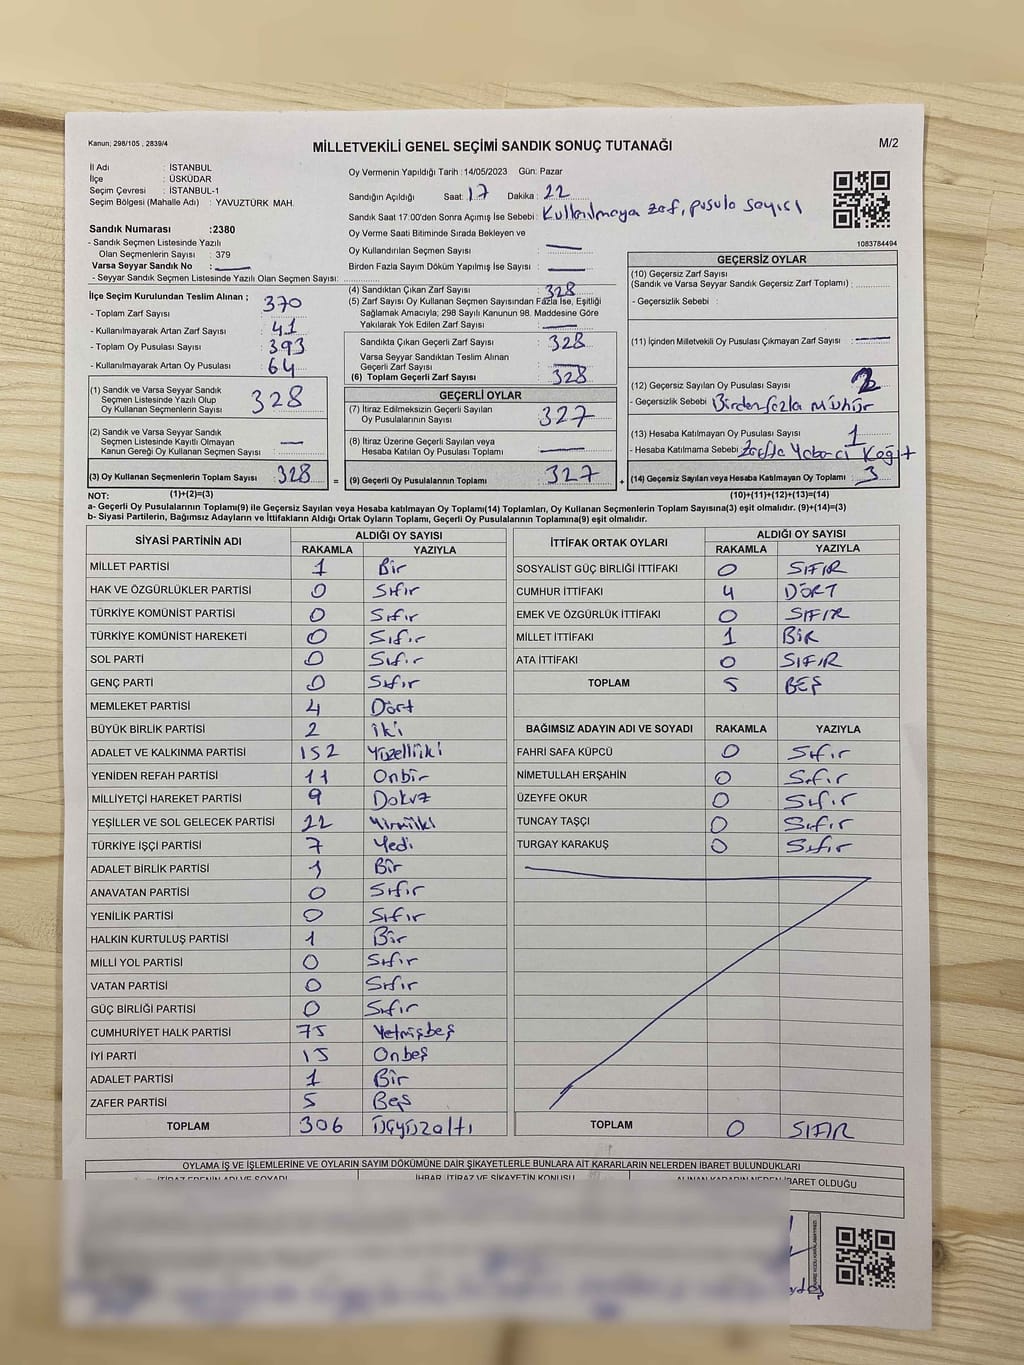 Kanun; 298/105 , 2839/4
MİLLETVEKİLİ GENEL SEÇİMİ SANDIK SONUÇ TUTANAĞI
M/2
İl Adı : İSTANBUL
İlçe : ÜSKÜDAR
Seçim Çevresi : İSTANBUL-1
Seçim Bölgesi (Mahalle Adı) : YAVUZTÜRK MAH.
Oy Vermenin Yapıldığı Tarih :14/05/2023 Gün: Pazar
Sandığın Açıldığı Saat: 17 Dakika : 22
Sandık Saat 17.00'den Sonra Açımış İse Sebebi : Kullanılmaya zaf, pusula sayıcı
Oy Verme Saati Bitiminde Sırada Bekleyen ve
Oy Kullandırılan Seçmen Sayısı : —
Birden Fazla Sayım Döküm Yapılmış İse Sayısı : —
1083784494
Sandık Numarası :2380
- Sandık Seçmen Listesinde Yazılı
Olan Seçmenlerin Sayısı : 379
Varsa Seyyar Sandık No : —
- Seyyar Sandık Seçmen Listesinde Yazılı Olan Seçmen Sayısı:
İlçe Seçim Kurulundan Teslim Alınan ;
- Toplam Zarf Sayısı : 370
- Kullanılmayarak Artan Zarf Sayısı : 41
- Toplam Oy Pusulası Sayısı : 393
- Kullanılmayarak Artan Oy Pusulası : 64
(1) Sandık ve Varsa Seyyar Sandık
Seçmen Listesinde Yazılı Olup
Oy Kullanan Seçmenlerin Sayısı : 328
(2) Sandık ve Varsa Seyyar Sandık
Seçmen Listesinde Kayıtlı Olmayan
Kanun Gereği Oy Kullanan Seçmen Sayısı : —
(3) Oy Kullanan Seçmenlerin Toplam Sayısı : 328 =
(4) Sandıktan Çıkan Zarf Sayısı : 328
(5) Zarf Sayısı Oy Kullanan Seçmen Sayısından Fazla İse, Eşitliği
Sağlamak Amacıyla; 298 Sayılı Kanunun 98. Maddesine Göre
Yakılarak Yok Edilen Zarf Sayısı : —
Sandıkta Çıkan Geçerli Zarf Sayısı : 328
Varsa Seyyar Sandıktan Teslim Alınan
Geçerli Zarf Sayısı : —
(6) Toplam Geçerli Zarf Sayısı : 328
GEÇERLİ OYLAR
(7) İtiraz Edilmeksizin Geçerli Sayılan
Oy Pusulalarının Sayısı : 327
(8) İtiraz Üzerine Geçerli Sayılan veya
Hesaba Katılan Oy Pusulası Toplamı : —
(9) Geçerli Oy Pusulalarının Toplamı : 327 +
GEÇERSİZ OYLAR
(10) Geçersiz Zarf Sayısı
(Sandık ve Varsa Seyyar Sandık Geçersiz Zarf Toplamı) :
- Geçersizlik Sebebi :
(11) İçinden Milletvekili Oy Pusulası Çıkmayan Zarf Sayısı : —
(12) Geçersiz Sayılan Oy Pusulası Sayısı : 2
- Geçersizlik Sebebi : Birdenfazla mühür
(13) Hesaba Katılmayan Oy Pusulası Sayısı : 1
- Hesaba Katılmama Sebebi : Zarfta Yabancı Kağıt
(14) Geçersiz Sayılan veya Hesaba Katılmayan Oy Toplamı : 3
NOT: (1)+(2)=(3) (10)+(11)+(12)+(13)=(14)
a- Geçerli Oy Pusulalarının Toplamı(9) ile Geçersiz Sayılan veya Hesaba Katılmayan Oy Toplamı(14) Toplamları, Oy Kullanan Seçmenlerin Toplam Sayısına(3) eşit olmalıdır. (9)+(14)=(3)
b- Siyasi Partilerin, Bağımsız Adayların ve İttifakların Aldığı Ortak Oyların Toplamı, Geçerli Oy Pusulalarının Toplamına(9) eşit olmalıdır.
SİYASİ PARTİNİN ADI ALDIĞI OY SAYISI
RAKAMLA YAZIYLA
MİLLET PARTİSİ 1 Bir
HAK VE ÖZGÜRLÜKLER PARTİSİ 0 Sıfır
TÜRKİYE KOMÜNİST PARTİSİ 0 Sıfır
TÜRKİYE KOMÜNİST HAREKETİ 0 Sıfır
SOL PARTİ 0 Sıfır
GENÇ PARTİ 0 Sıfır
MEMLEKET PARTİSİ 4 Dört
BÜYÜK BİRLİK PARTİSİ 2 iki
ADALET VE KALKINMA PARTİSİ 152 Yüzelliiki
YENİDEN REFAH PARTİSİ 11 Onbir
MİLLİYETÇİ HAREKET PARTİSİ 9 Dokuz
YEŞİLLER VE SOL GELECEK PARTİSİ 22 Yirmiiki
TÜRKİYE İŞÇİ PARTİSİ 7 Yedi
ADALET BİRLİK PARTİSİ 1 Bir
ANAVATAN PARTİSİ 0 Sıfır
YENİLİK PARTİSİ 0 Sıfır
HALKIN KURTULUŞ PARTİSİ 1 Bir
MİLLİ YOL PARTİSİ 0 Sıfır
VATAN PARTİSİ 0 Sıfır
GÜÇ BİRLİĞİ PARTİSİ 0 Sıfır
CUMHURİYET HALK PARTİSİ 75 Yetmişbeş
İYİ PARTİ 15 Onbeş
ADALET PARTİSİ 1 Bir
ZAFER PARTİSİ 5 Beş
TOPLAM 306 üçyüzaltı
İTTİFAK ORTAK OYLARI ALDIĞI OY SAYISI
RAKAMLA YAZIYLA
SOSYALİST GÜÇ BİRLİĞİ İTTİFAKI 0 SIFIR
CUMHUR İTTİFAKI 4 DÖRT
EMEK VE ÖZGÜRLÜK İTTİFAKI 0 SIFIR
MİLLET İTTİFAKI 1 BİR
ATA İTTİFAKI 0 SIFIR
TOPLAM 5 BEŞ
BAĞIMSIZ ADAYIN ADI VE SOYADI RAKAMLA YAZIYLA
FAHRİ SAFA KÜPCÜ 0 Sıfır
NİMETULLAH ERŞAHİN 0 Sıfır
ÜZEYFE OKUR 0 Sıfır
TUNCAY TAŞÇI 0 Sıfır
TURGAY KARAKUŞ 0 Sıfır
TOPLAM 0 SIFIR
OYLAMA İŞ VE İŞLEMLERİNE VE OYLARIN SAYIM DÖKÜMÜNE DAİR ŞİKAYETLERLE BUNLARA AİT KARARLARIN NELERDEN İBARET BULUNDUKLARI
İTİRAZ EDENİN ADI VE SOYADI İHBAR, İTİRAZ VE ŞİKAYETİN KONUSU ALINAN KARARIN NEDEN İBARET OLDUĞU